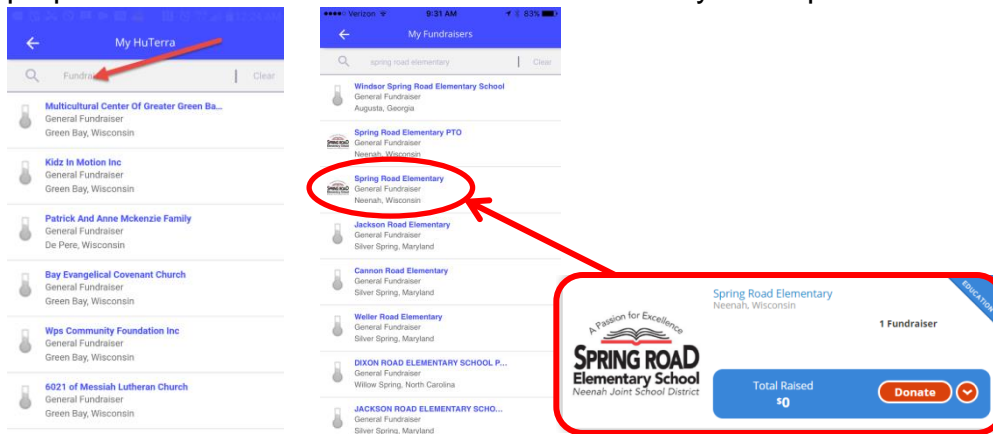 My HuTerra
Fundrai
Clear
Multicultural Center Of Greater Green Ba...
General Fundraiser
Green Bay, Wisconsin
Kidz In Motion Inc
General Fundraiser
Green Bay, Wisconsin
Patrick And Anne Mckenzie Family
General Fundraiser
De Pere, Wisconsin
Bay Evangelical Covenant Church
General Fundraiser
Green Bay, Wisconsin
Wps Community Foundation Inc
General Fundraiser
Green Bay, Wisconsin
6021 of Messiah Lutheran Church
General Fundraiser
Green Bay, Wisconsin
Verizon 9:31 AM 83%
My Fundraisers
spring road elementary
Clear
Windsor Spring Road Elementary School
General Fundraiser
Augusta, Georgia
Spring Road Elementary PTO
General Fundraiser
Neenah, Wisconsin
Spring Road Elementary
General Fundraiser
Neenah, Wisconsin
Jackson Road Elementary
General Fundraiser
Silver Spring, Maryland
Cannon Road Elementary
General Fundraiser
Silver Spring, Maryland
Weller Road Elementary
General Fundraiser
Silver Spring, Maryland
DIXON ROAD ELEMENTARY SCHOOL P...
General Fundraiser
Willow Spring, North Carolina
JACKSON ROAD ELEMENTARY SCHO...
General Fundraiser
Silver Spring, Maryland
Spring Road Elementary
Neenah, Wisconsin
EDUCATION
1 Fundraiser
A Passion for Excellence
SPRING ROAD
Elementary School
Neenah Joint School District
Total Raised
$0
Donate